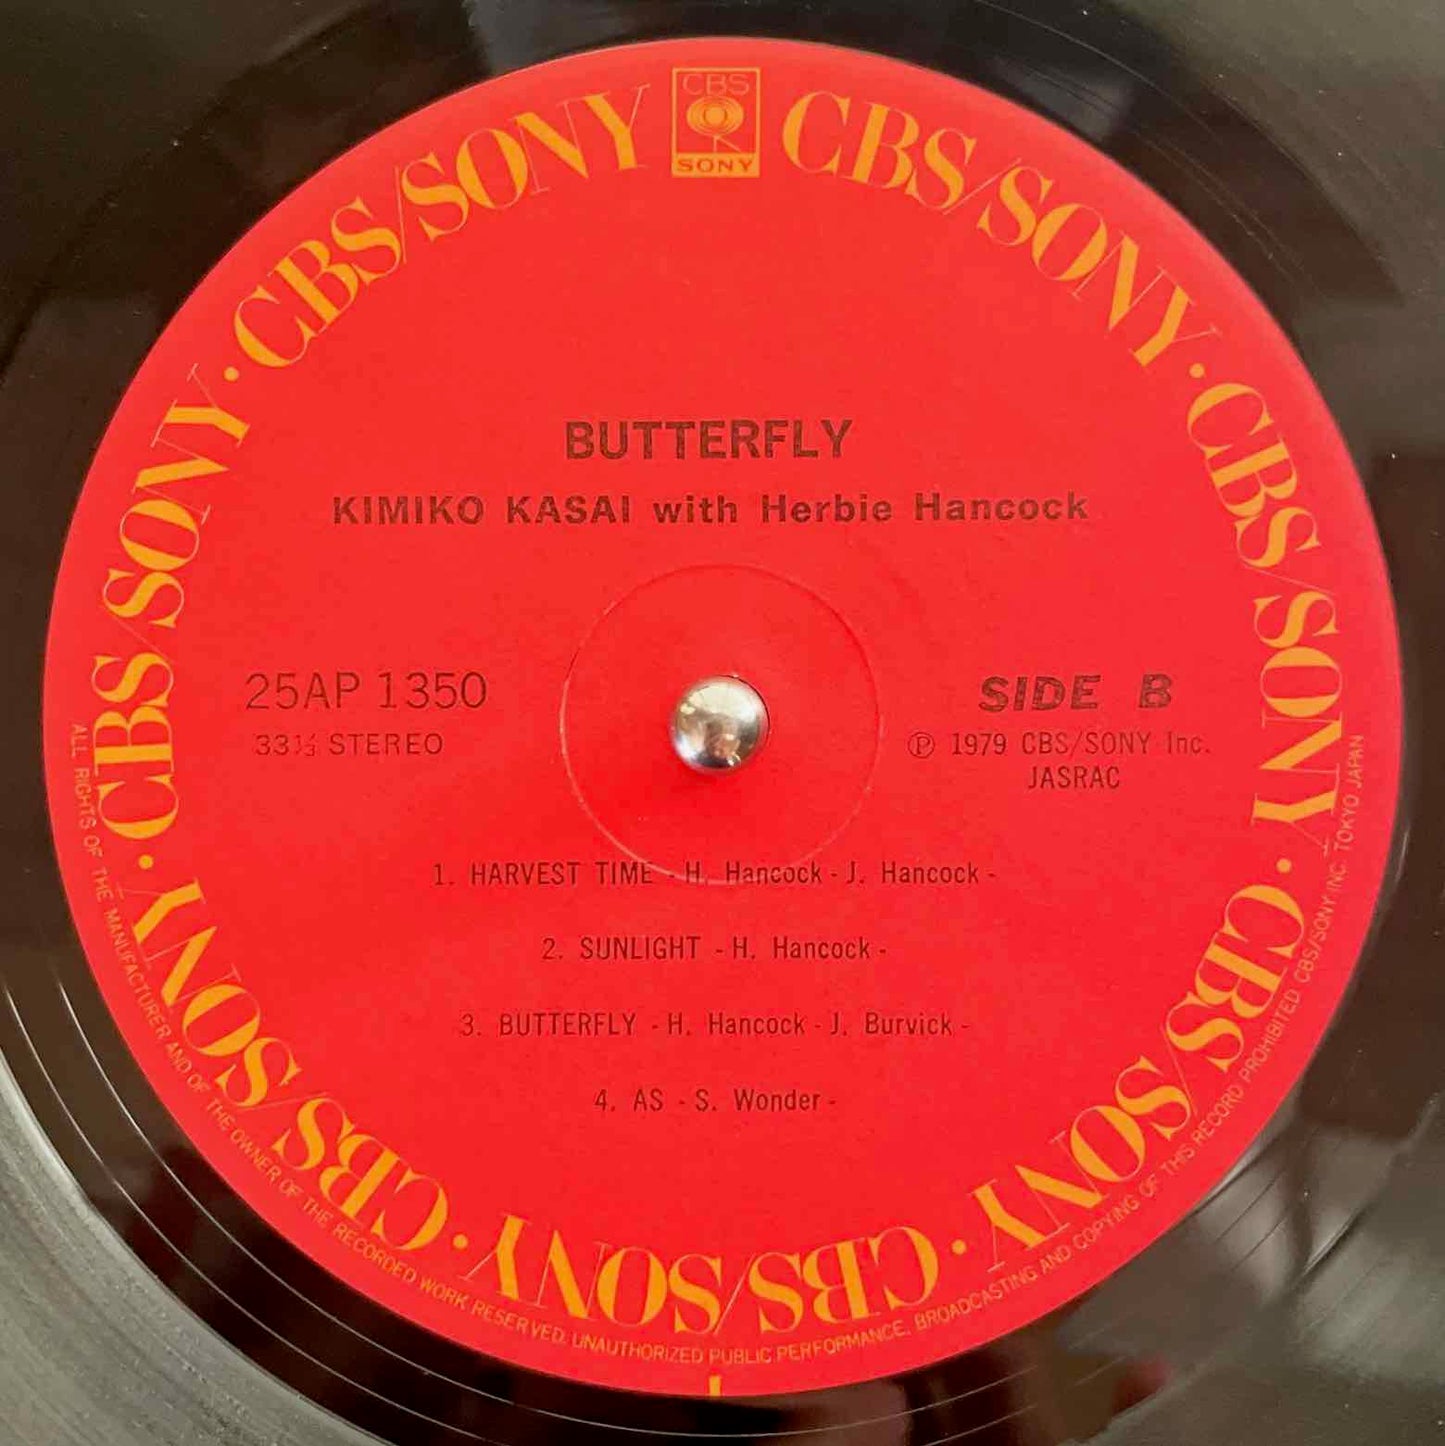 CBS
SONY
CBS/SONY · CBS/SONY · CBS/SONY · CBS/SONY · CBS/SONY · CBS/SONY · CBS/SONY · CBS/SONY
BUTTERFLY
KIMIKO KASAI with Herbie Hancock
25AP 1350
33⅓ STEREO
SIDE B
℗ 1979 CBS/SONY Inc.
JASRAC
1. HARVEST TIME - H. Hancock - J. Hancock -
2. SUNLIGHT - H. Hancock -
3. BUTTERFLY - H. Hancock - J. Burvick -
4. AS - S. Wonder -
ALL RIGHTS OF THE MANUFACTURER AND OF THE OWNER OF THE RECORDED WORK RESERVED. UNAUTHORIZED PUBLIC PERFORMANCE, BROADCASTING AND COPYING OF THIS RECORD PROHIBITED. CBS/SONY INC. TOKYO JAPAN